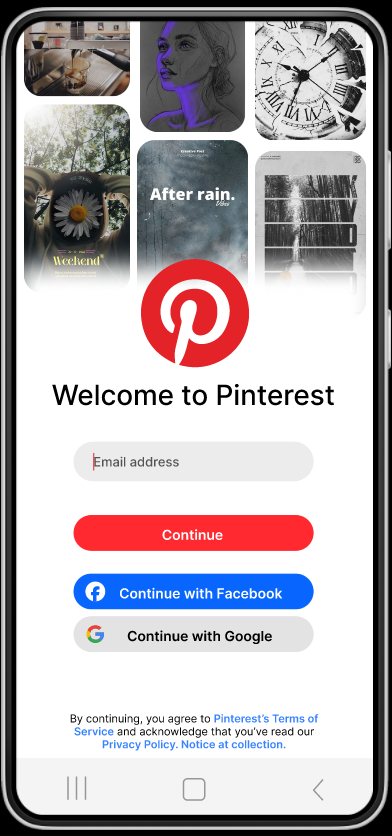 Creative Post
After rain.
Vibes
Weekend
Welcome to Pinterest
Email address
Continue
Continue with Facebook
Continue with Google
By continuing, you agree to Pinterest's Terms of
Service and acknowledge that you've read our
Privacy Policy. Notice at collection.